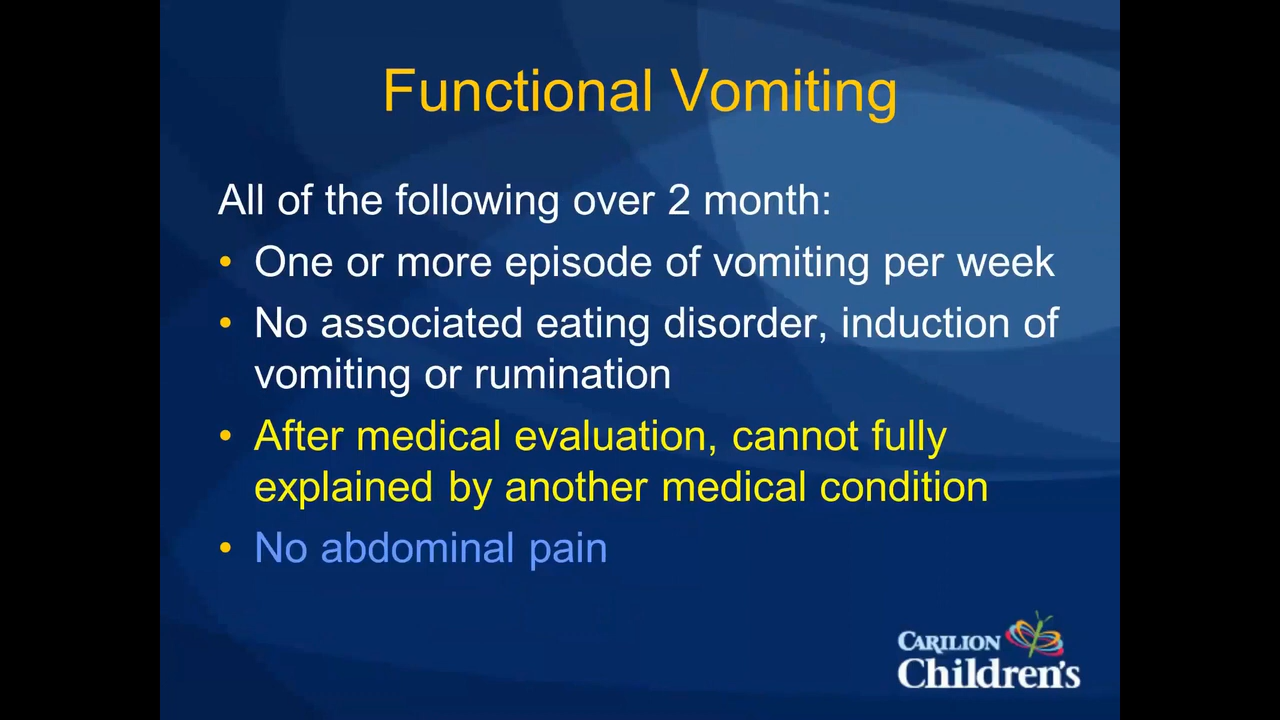 Functional Vomiting
All of the following over 2 month:
• One or more episode of vomiting per week
• No associated eating disorder, induction of
vomiting or rumination
• After medical evaluation, cannot fully
explained by another medical condition
• No abdominal pain
CARILION
Children's